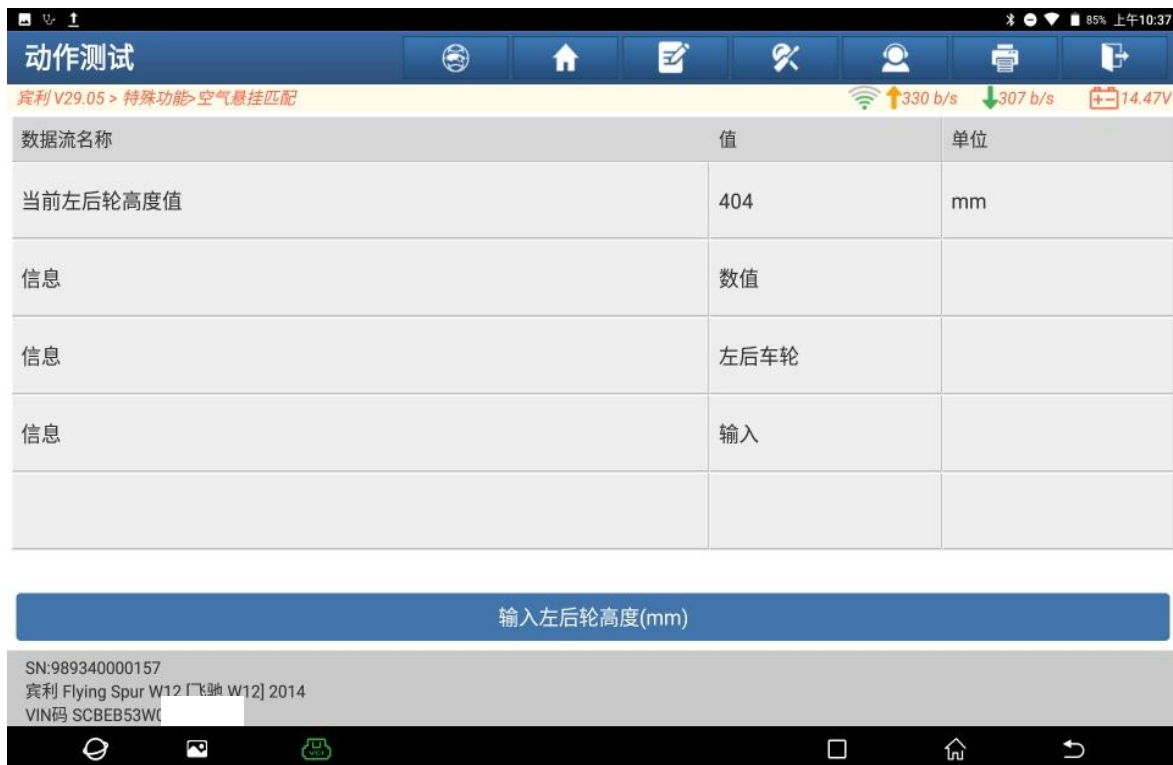 85% 上午10:37
动作测试
宾利 V29.05 > 特殊功能>空气悬挂匹配 330 b/s 307 b/s 14.47V
数据流名称 值 单位
当前左后轮高度值 404 mm
信息 数值
信息 左后车轮
信息 输入
输入左后轮高度(mm)
SN:989340000157
宾利 Flying Spur W12 [飞驰 W12] 2014
VIN码 SCBEB53W
VCI